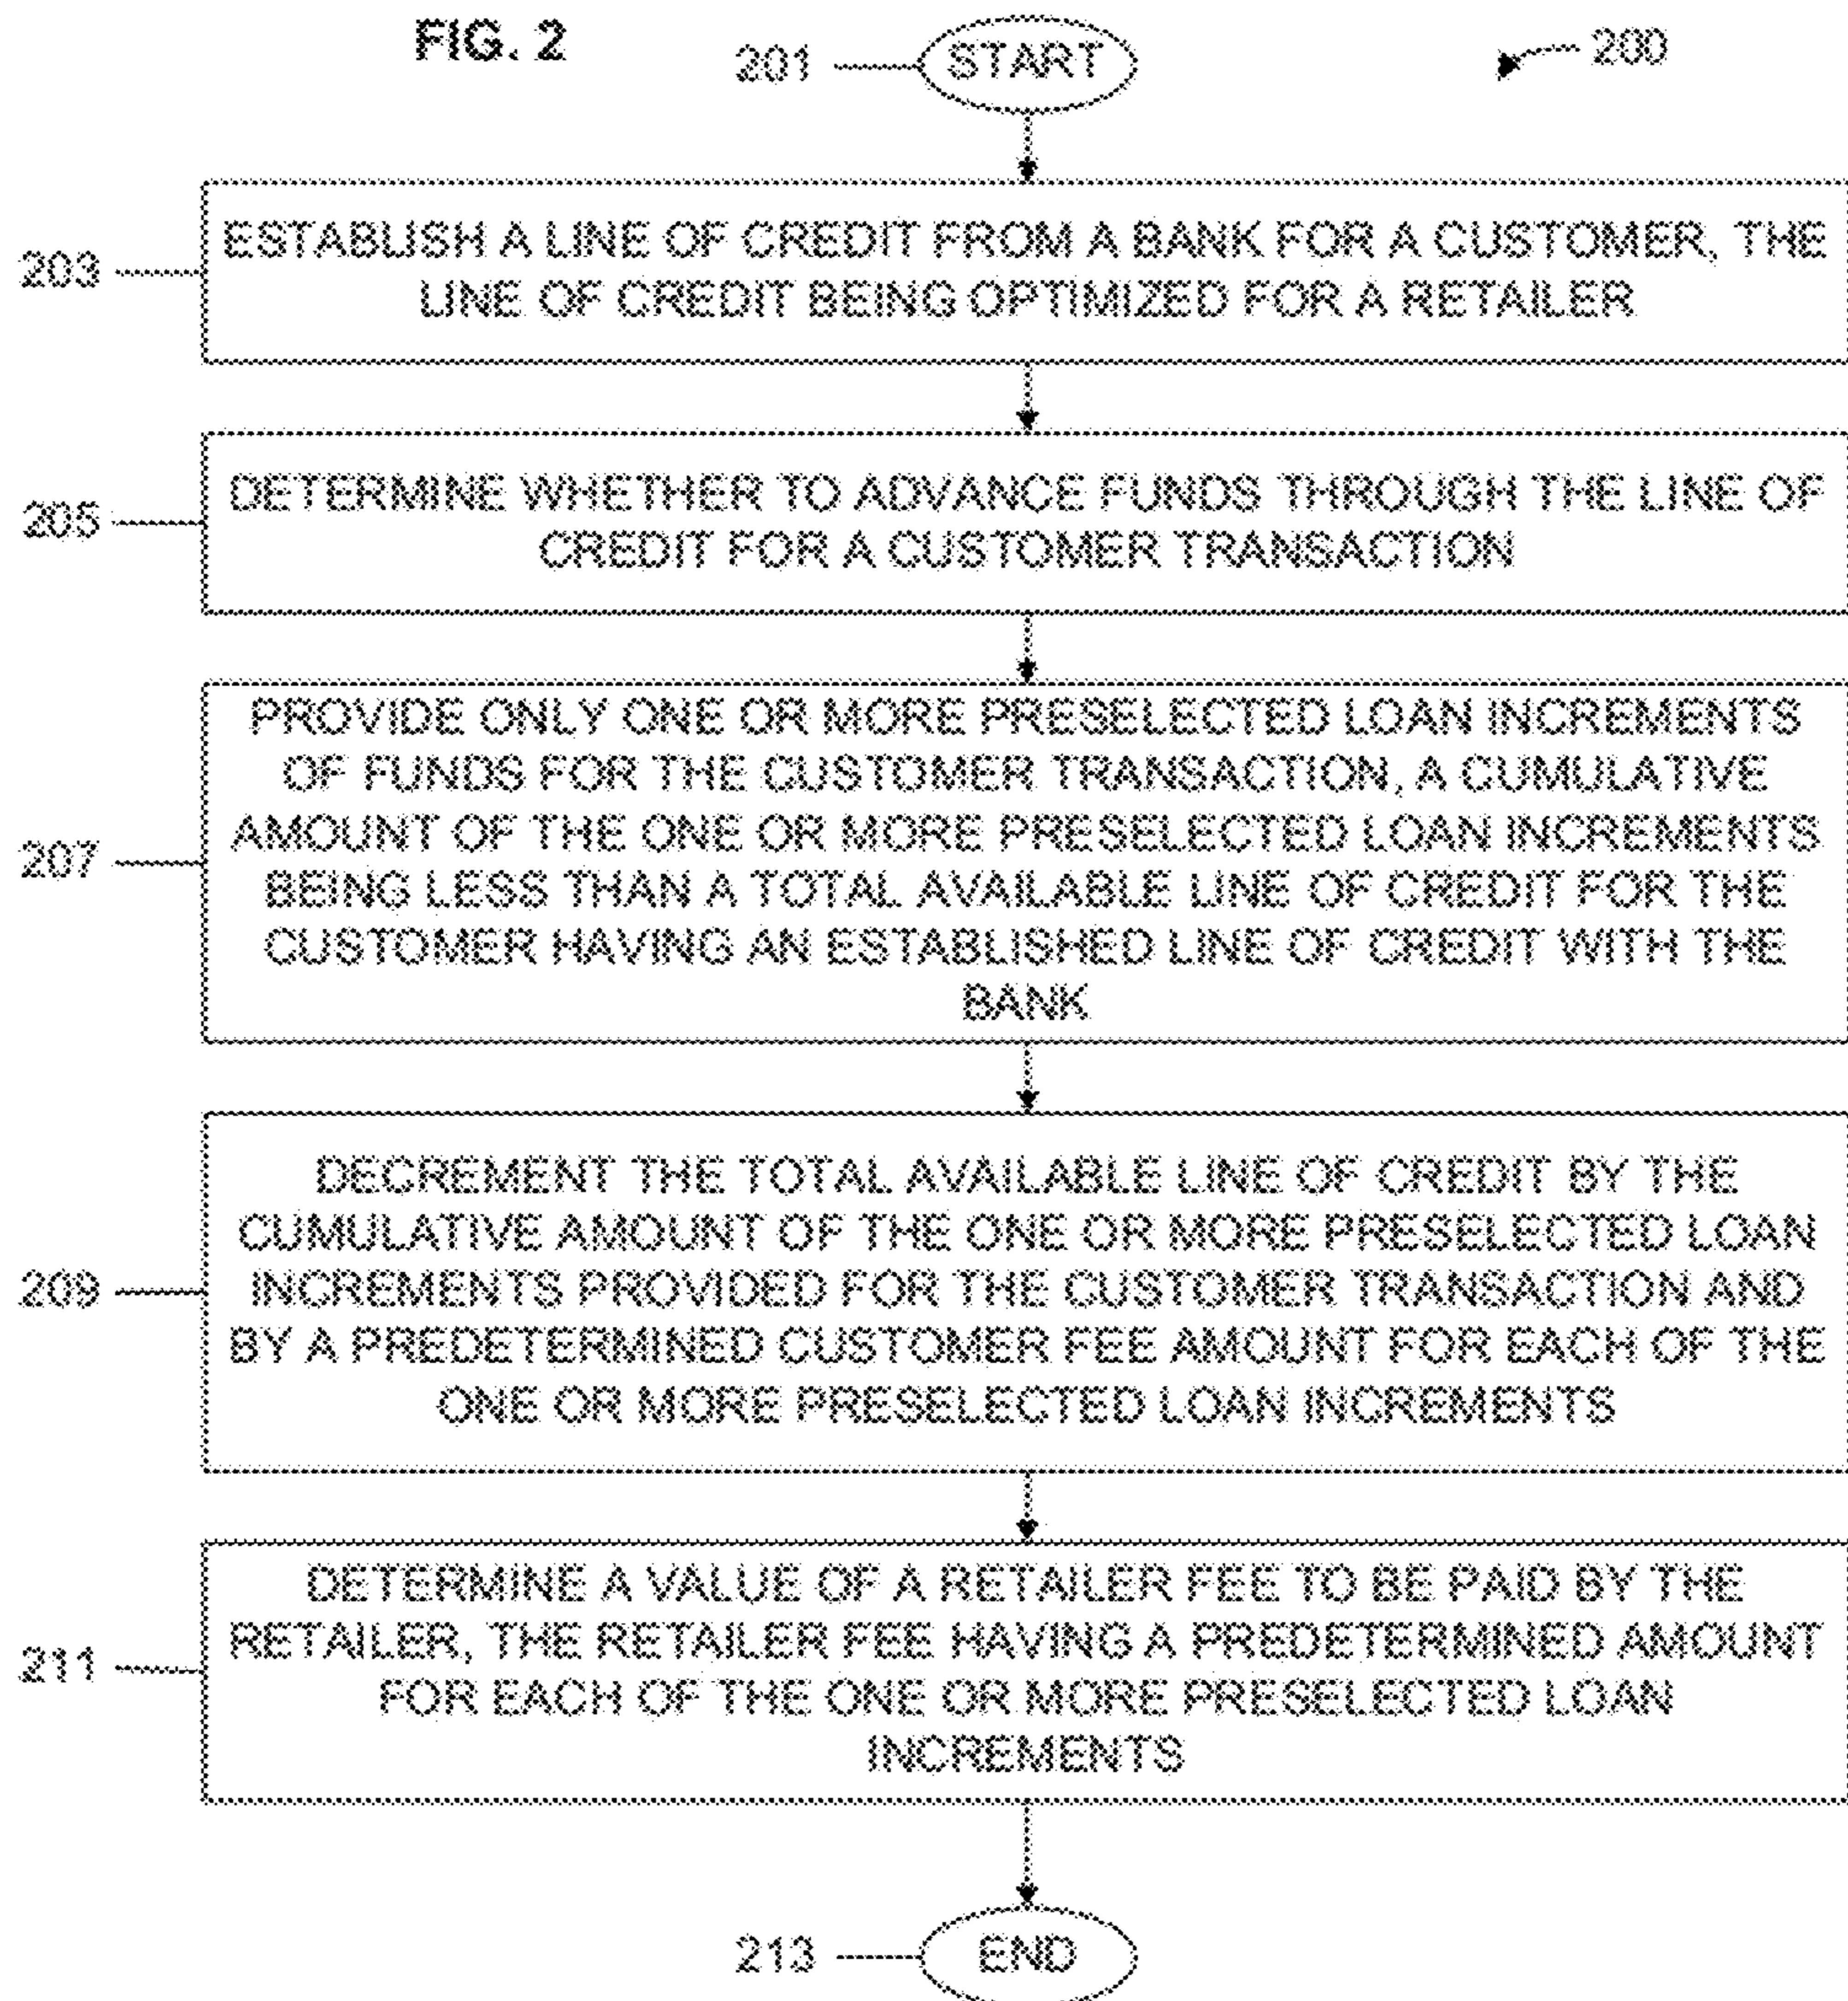 FIG. 2
201
START
200
203
ESTABLISH A LINE OF CREDIT FROM A BANK FOR A CUSTOMER, THE
LINE OF CREDIT BEING OPTIMIZED FOR A RETAILER
205
DETERMINE WHETHER TO ADVANCE FUNDS THROUGH THE LINE OF
CREDIT FOR A CUSTOMER TRANSACTION
207
PROVIDE ONLY ONE OR MORE PRESELECTED LOAN INCREMENTS
OF FUNDS FOR THE CUSTOMER TRANSACTION, A CUMULATIVE
AMOUNT OF THE ONE OR MORE PRESELECTED LOAN INCREMENTS
BEING LESS THAN A TOTAL AVAILABLE LINE OF CREDIT FOR THE
CUSTOMER HAVING AN ESTABLISHED LINE OF CREDIT WITH THE
BANK
209
DECREMENT THE TOTAL AVAILABLE LINE OF CREDIT BY THE
CUMULATIVE AMOUNT OF THE ONE OR MORE PRESELECTED LOAN
INCREMENTS PROVIDED FOR THE CUSTOMER TRANSACTION AND
BY A PREDETERMINED CUSTOMER FEE AMOUNT FOR EACH OF THE
ONE OR MORE PRESELECTED LOAN INCREMENTS
211
DETERMINE A VALUE OF A RETAILER FEE TO BE PAID BY THE
RETAILER, THE RETAILER FEE HAVING A PREDETERMINED AMOUNT
FOR EACH OF THE ONE OR MORE PRESELECTED LOAN
INCREMENTS
213
END